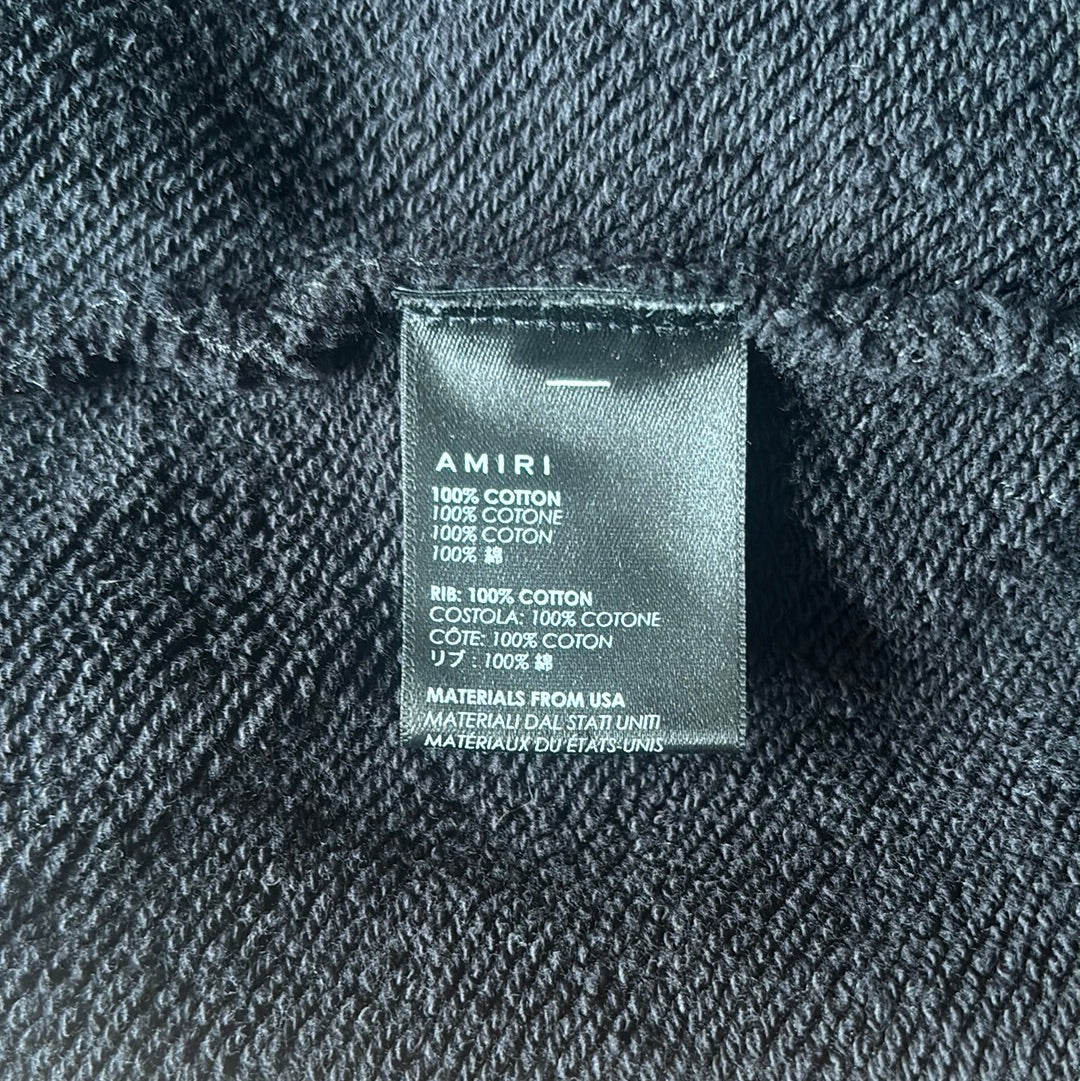 AMIRI
100% COTTON
100% COTONE
100% COTON
100% 綿
RIB: 100% COTTON
COSTOLA: 100% COTONE
CÔTE: 100% COTON
リブ : 100% 綿
MATERIALS FROM USA
MATERIALI DAL STATI UNITI
MATÉRIAUX DU ÉTATS-UNIS